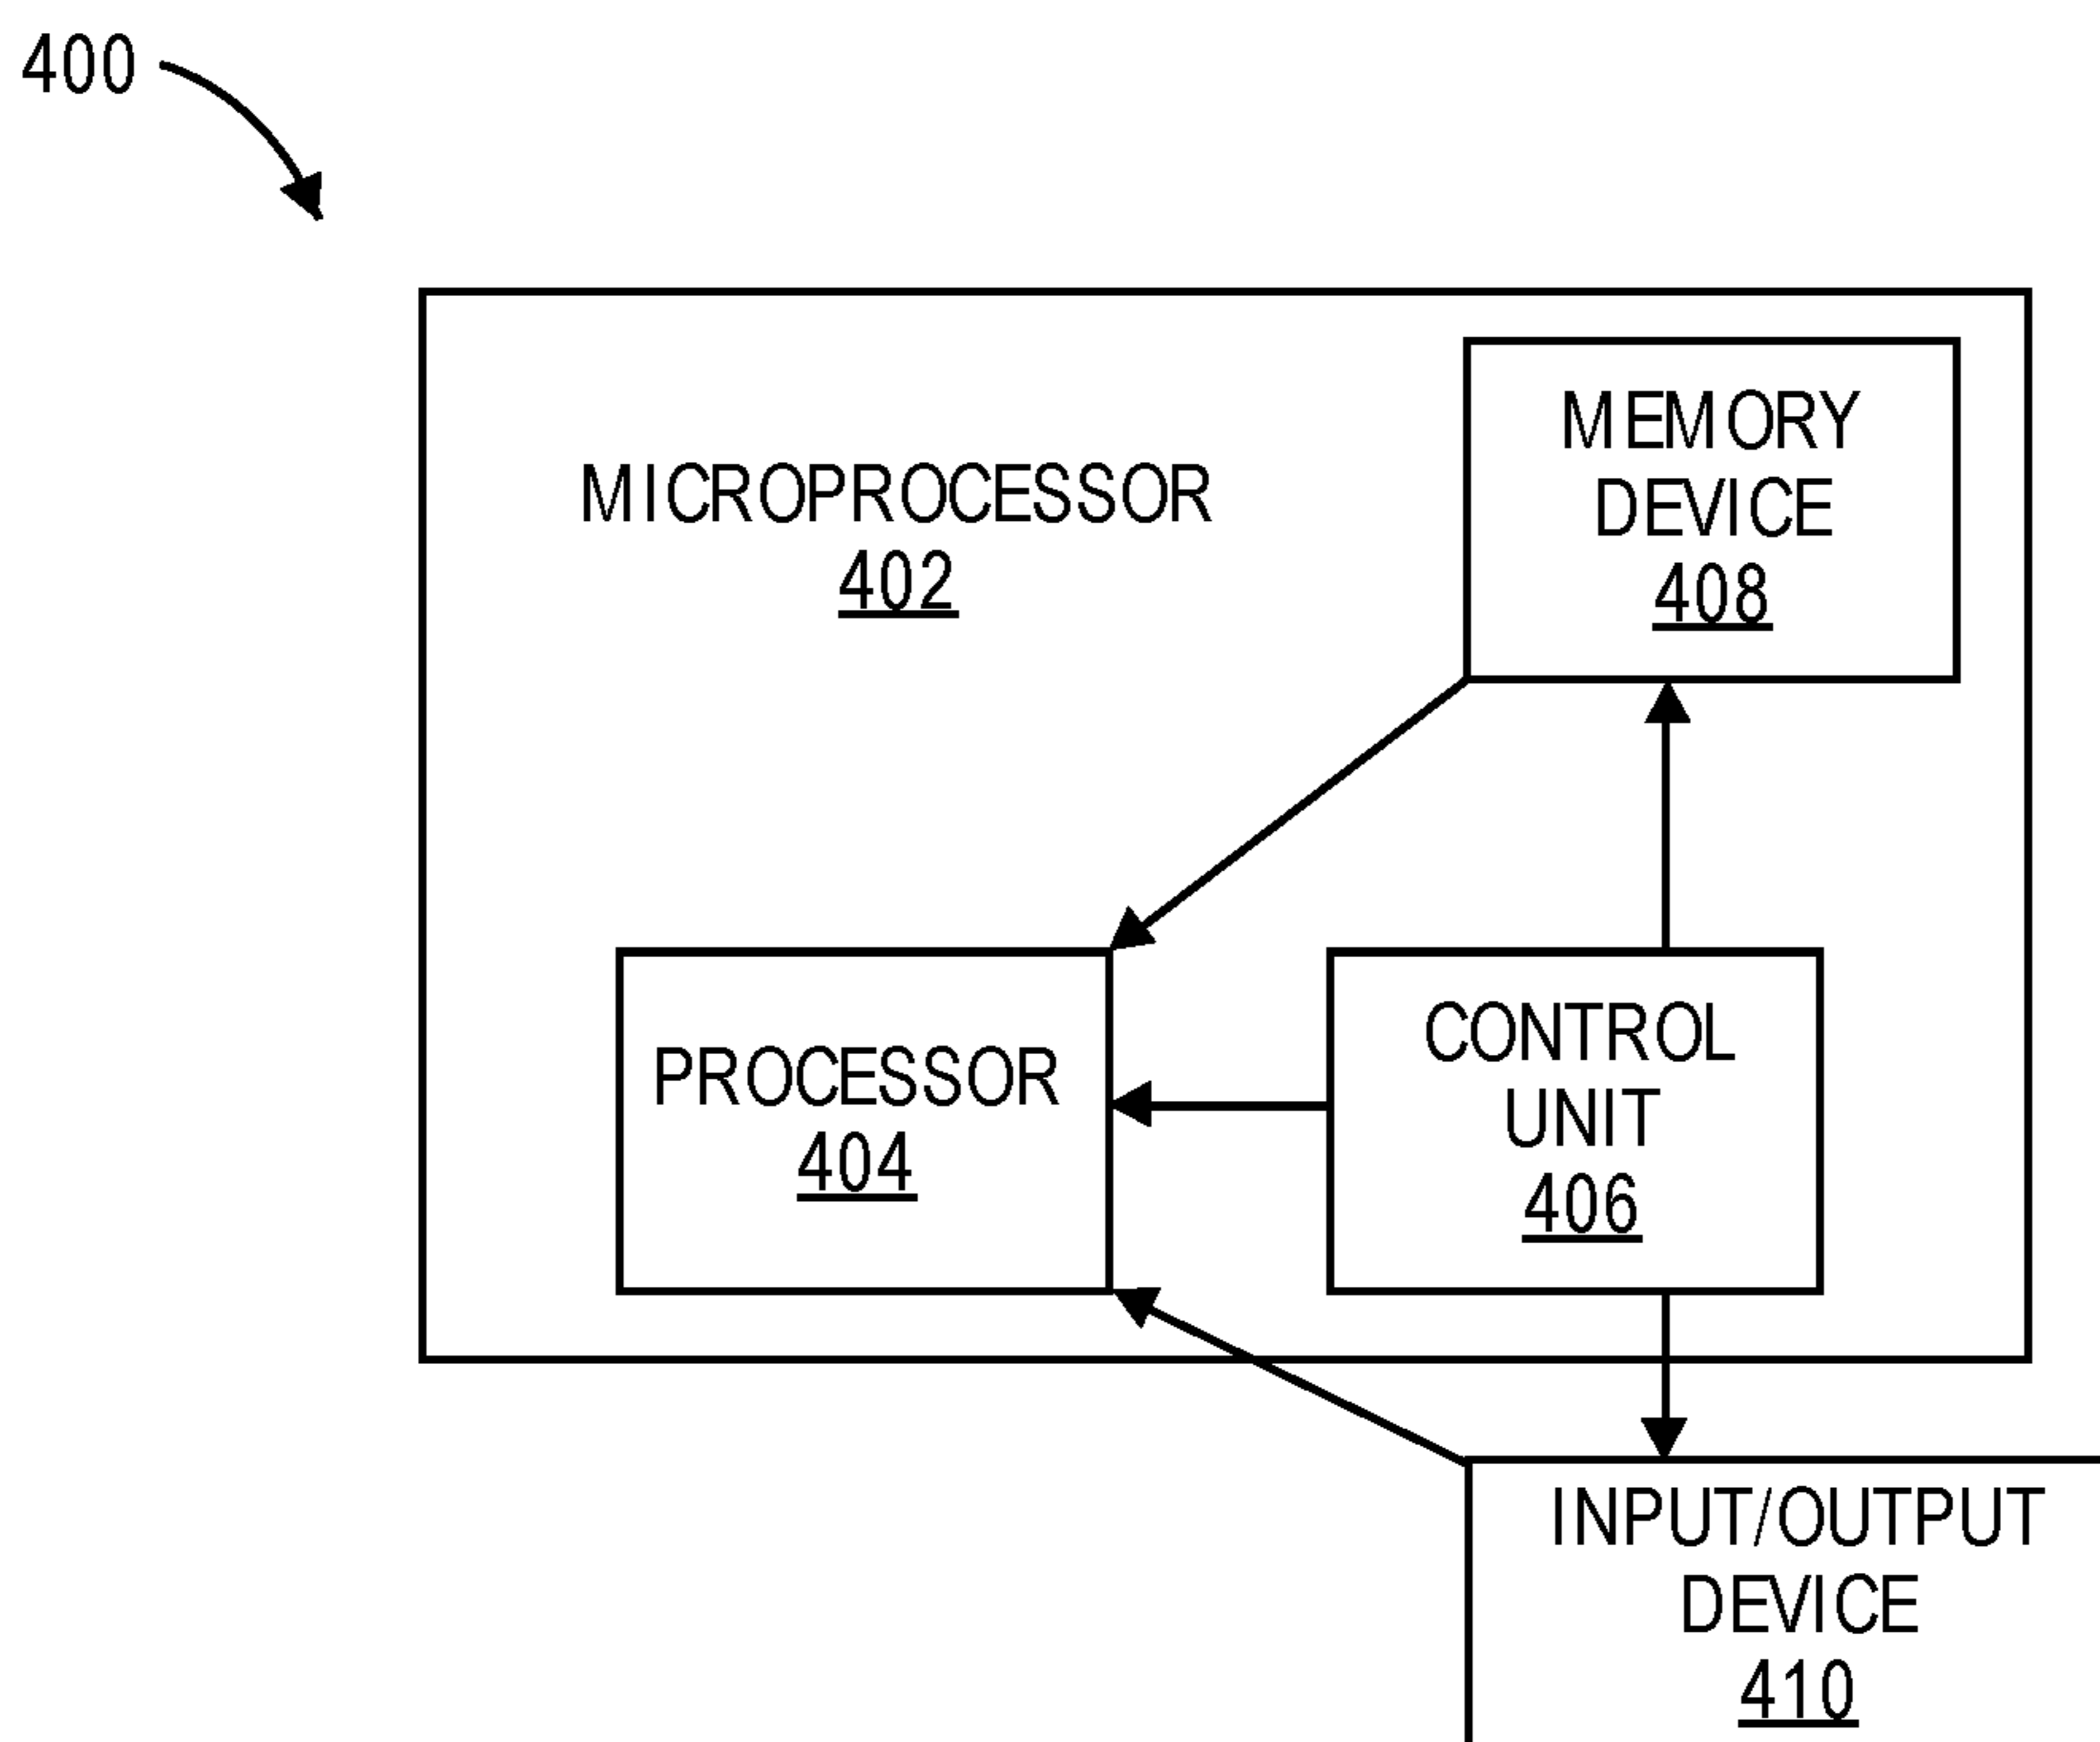 400
MICROPROCESSOR
402
MEMORY
DEVICE
408
PROCESSOR
404
CONTROL
UNIT
406
INPUT/OUTPUT
DEVICE
410